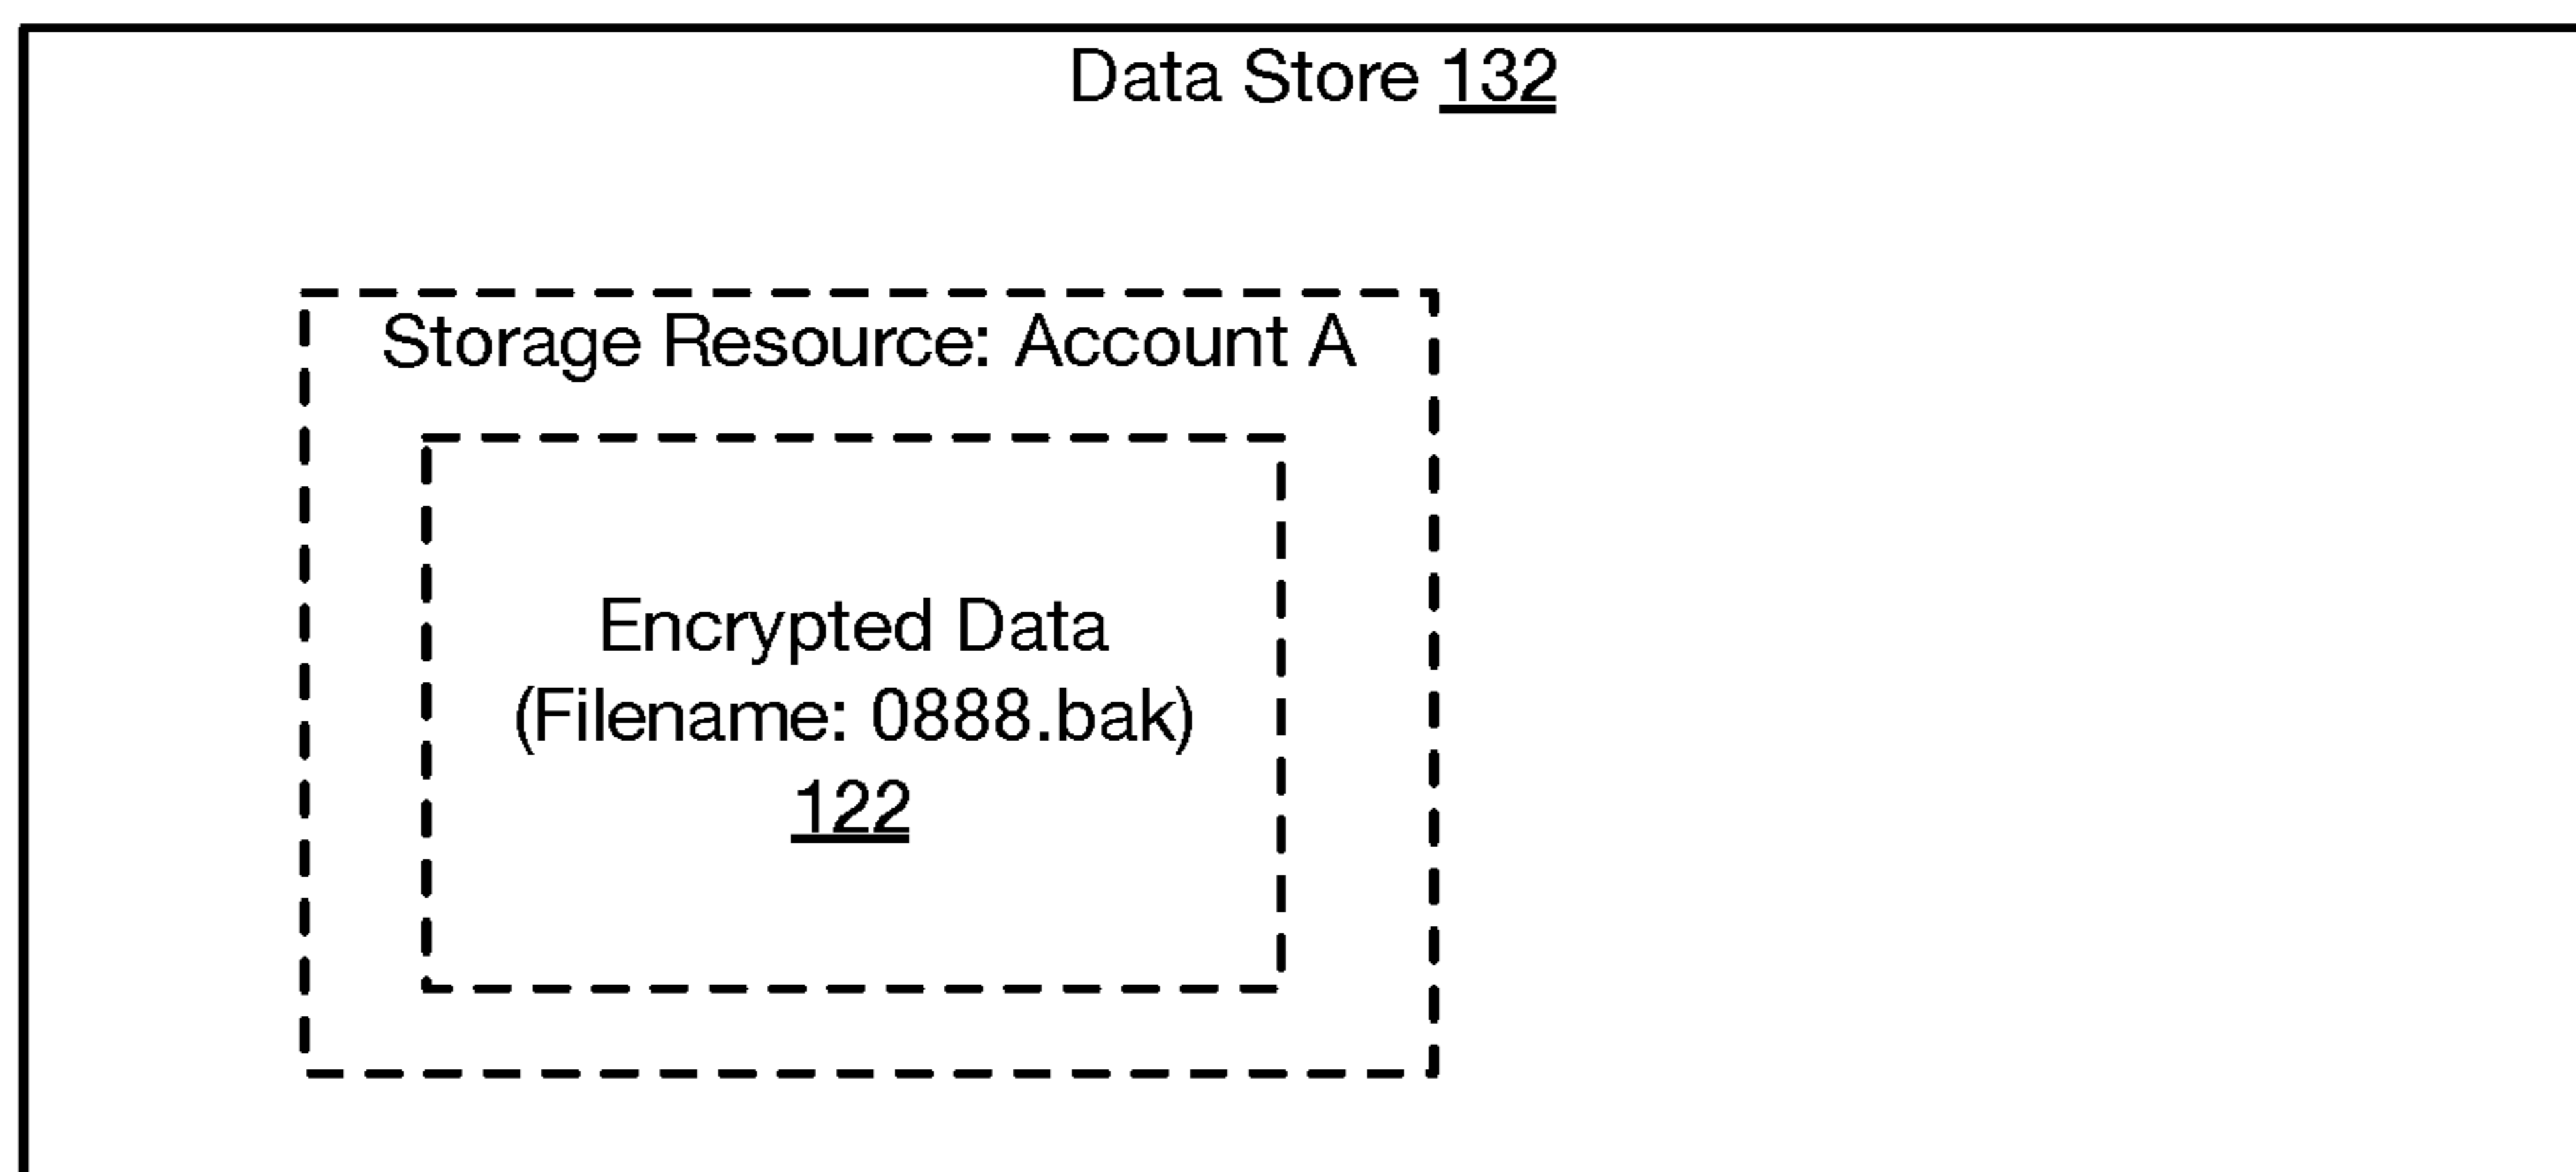 Data Store 132
Storage Resource: Account A
Encrypted Data
(Filename: 0888.bak)
122